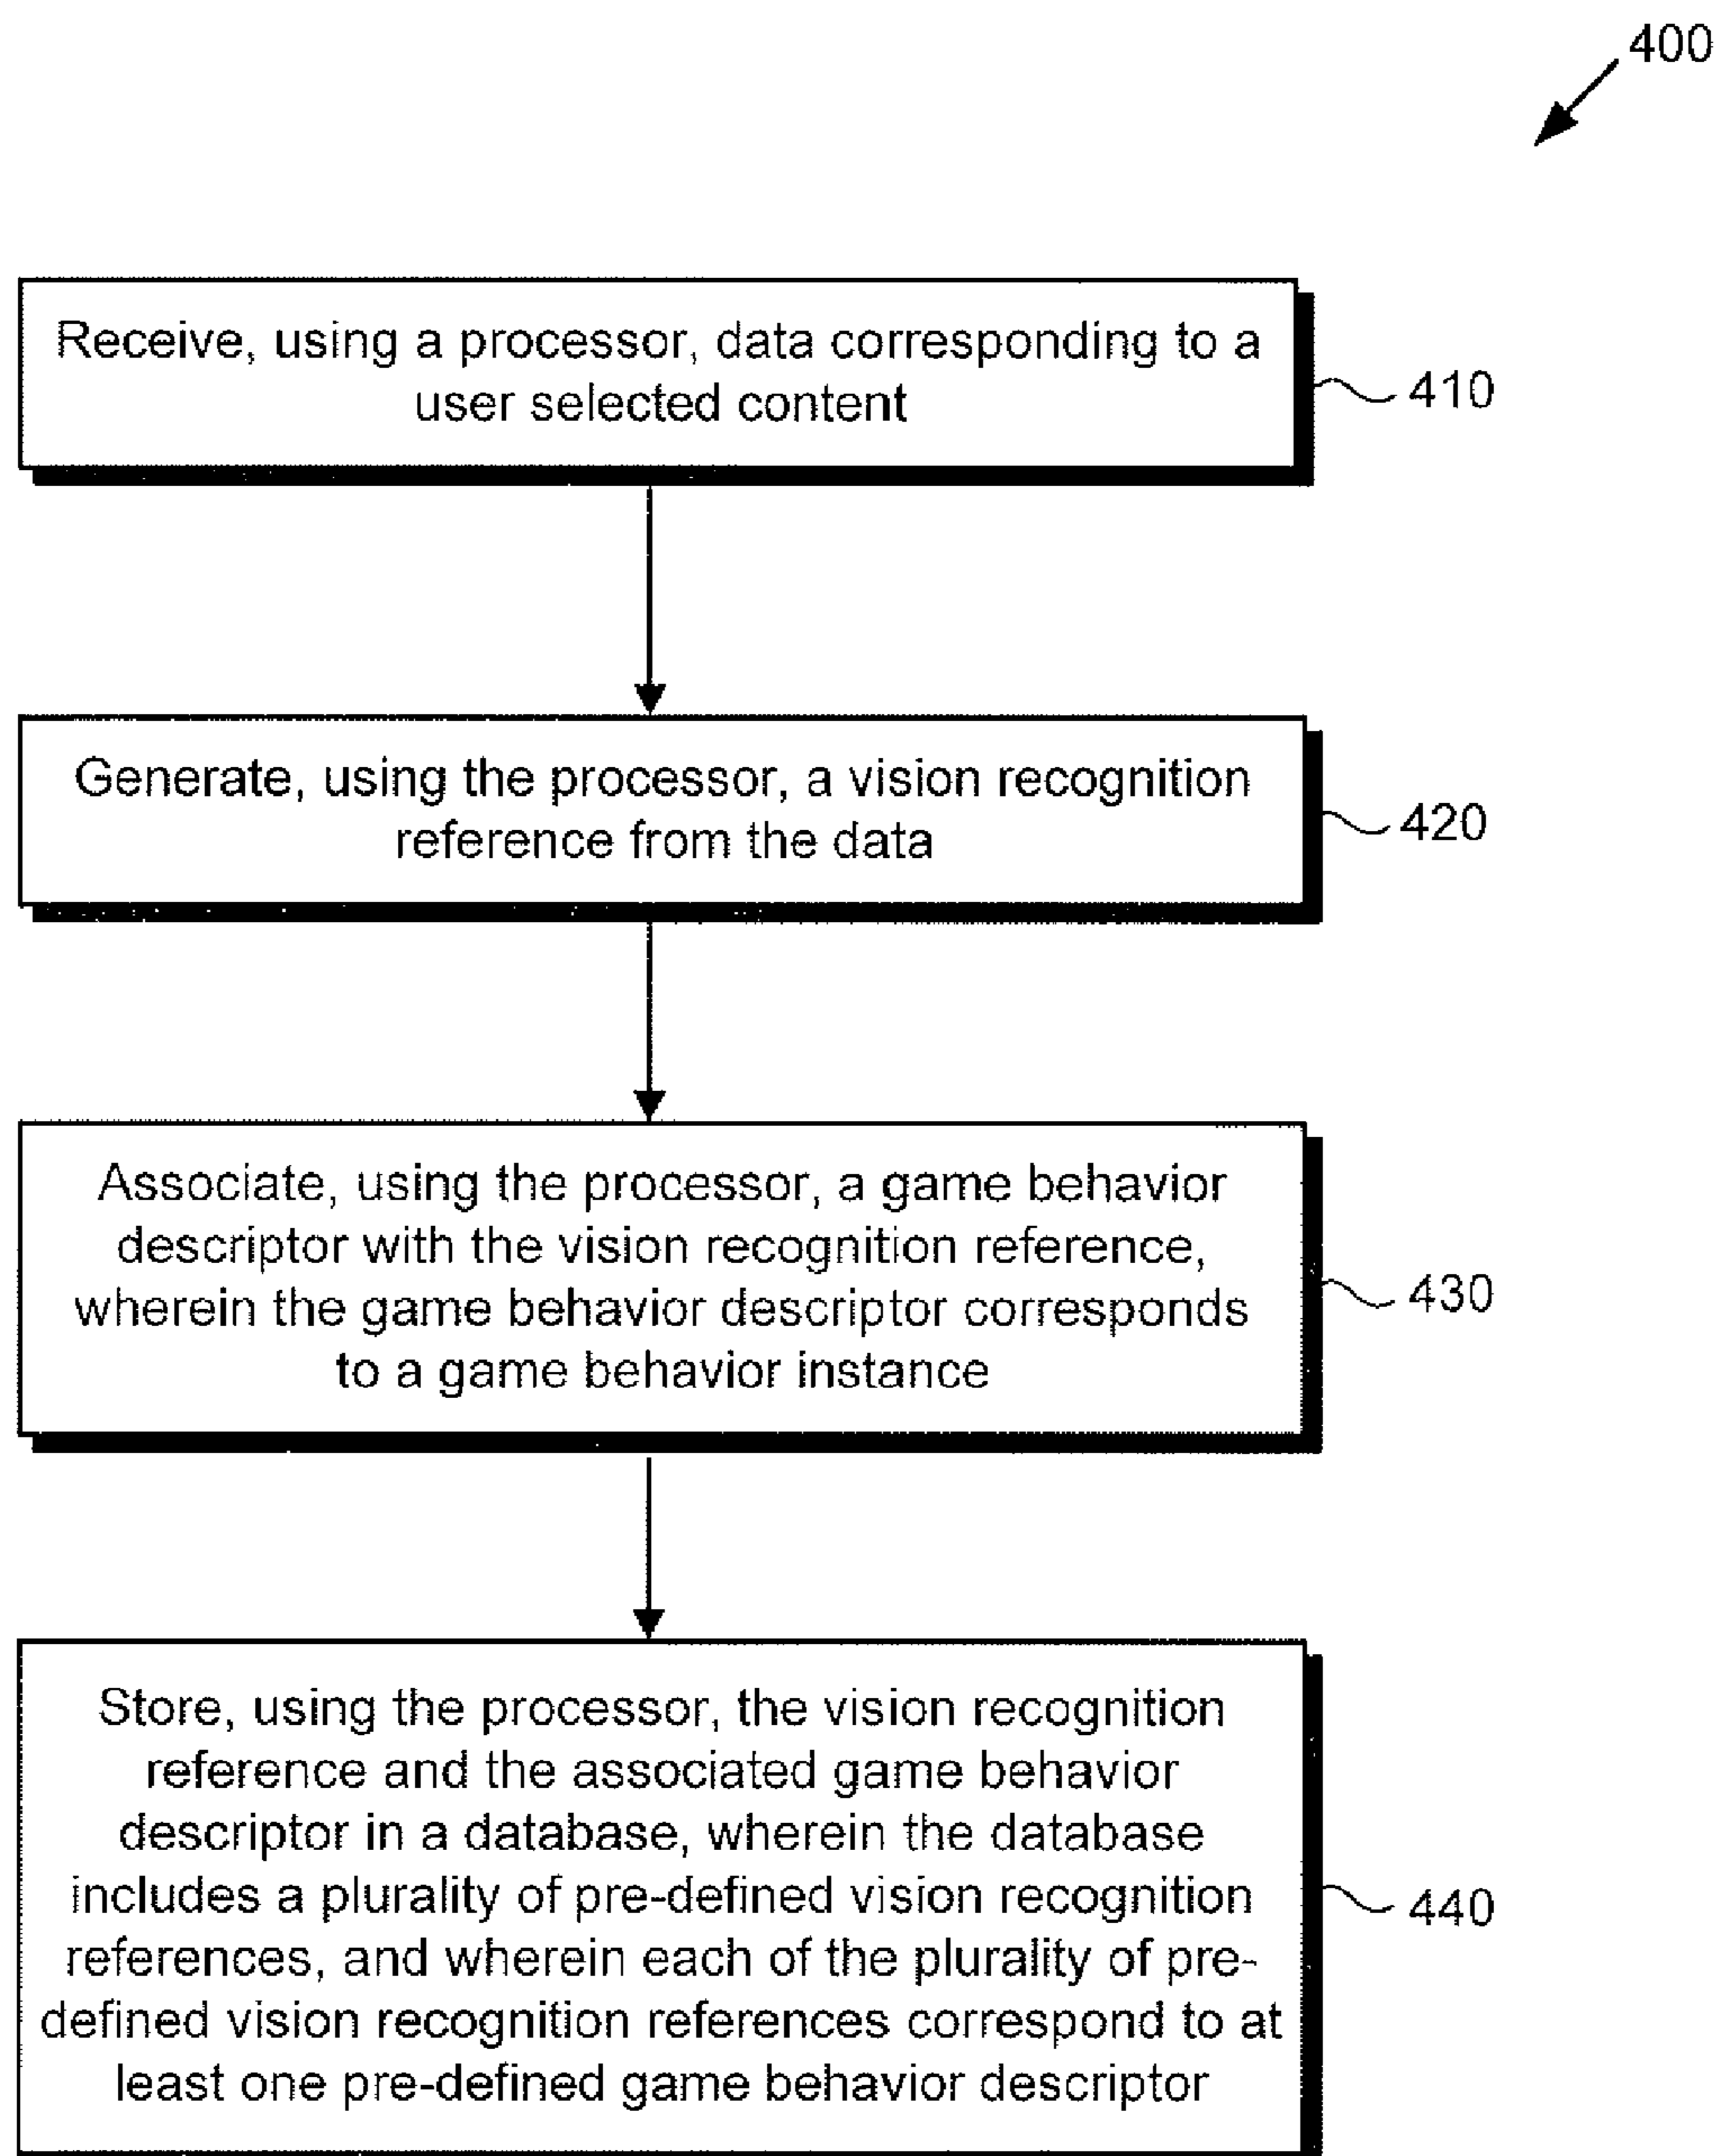 400
Receive, using a processor, data corresponding to a
user selected content
410
Generate, using the processor, a vision recognition
reference from the data
420
Associate, using the processor, a game behavior
descriptor with the vision recognition reference,
wherein the game behavior descriptor corresponds
to a game behavior instance
430
Store, using the processor, the vision recognition
reference and the associated game behavior
descriptor in a database, wherein the database
includes a plurality of pre-defined vision recognition
references, and wherein each of the plurality of pre-
defined vision recognition references correspond to at
least one pre-defined game behavior descriptor
440